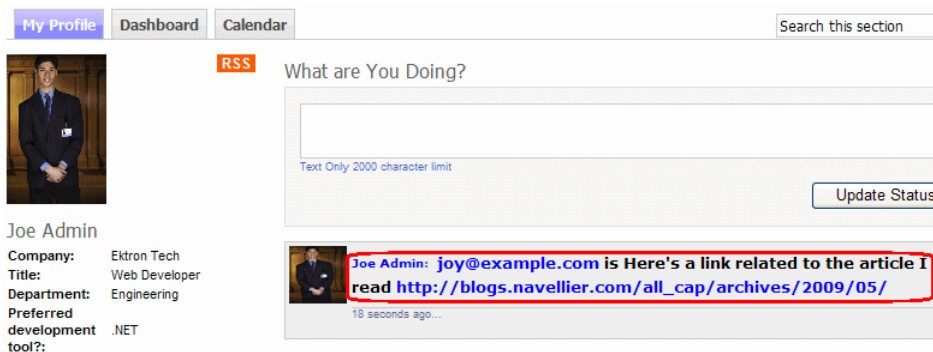 My Profile Dashboard Calendar
Search this section
RSS
What are You Doing?
Text Only 2000 character limit
Update Status
Joe Admin
Company: Ektron Tech
Title: Web Developer
Department: Engineering
Preferred
development .NET
tool?:
Joe Admin: joy@example.com is Here's a link related to the article I
read http://blogs.navellier.com/all_cap/archives/2009/05/
18 seconds ago...